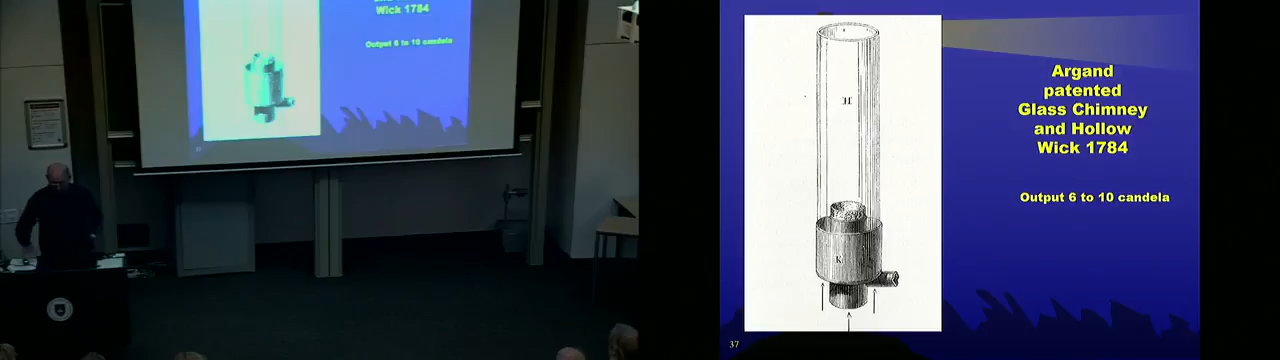 Wick 1784
Output 6 to 10 candela
H
K
Argand
patented
Glass Chimney
and Hollow
Wick 1784
Output 6 to 10 candela
37